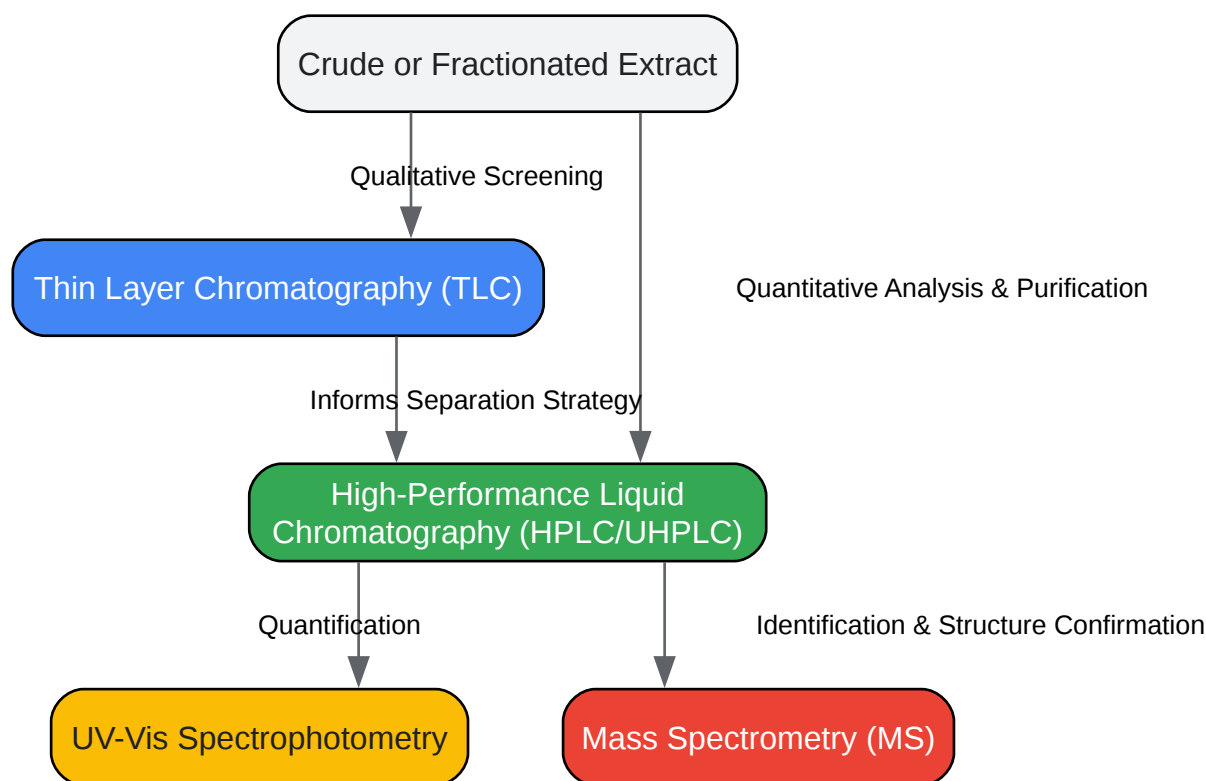 Crude or Fractionated Extract
Qualitative Screening
Thin Layer Chromatography (TLC)
Quantitative Analysis & Purification
Informs Separation Strategy
High-Performance Liquid
Chromatography (HPLC/UHPLC)
Quantification
Identification & Structure Confirmation
UV-Vis Spectrophotometry
Mass Spectrometry (MS)